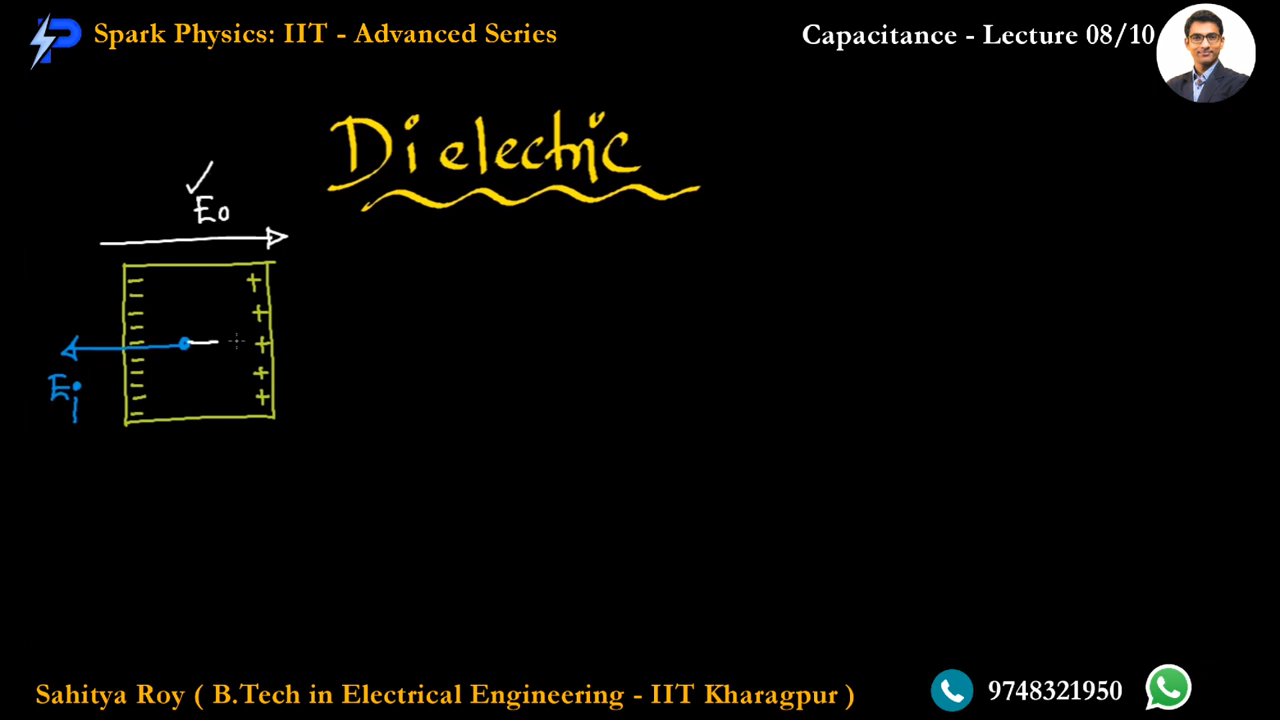 Spark Physics: IIT - Advanced Series
Capacitance - Lecture 08/10
Dielectric
✓
E0
− +
− +
− +
− +
− +
−
−
−
−
Ei
Sahitya Roy ( B.Tech in Electrical Engineering - IIT Kharagpur )
9748321950